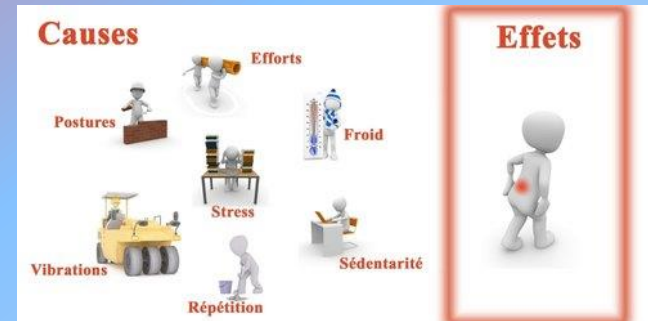 Causes
Effets
Efforts
Postures
Froid
Stress
Vibrations
Sédentarité
Répétition